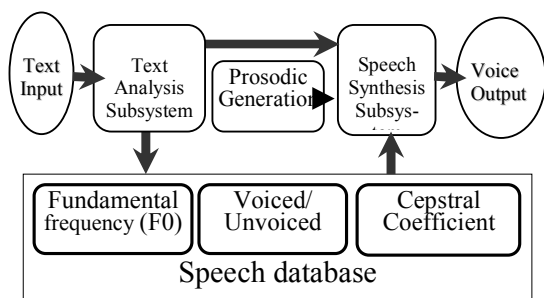 Text
Input
Text
Analysis
Subsystem
Prosodic
Generation
Speech
Synthesis
Subsys-
Voice
Output
Fundamental
frequency (F0)
Voiced/
Unvoiced
Cepstral
Coefficient
Speech database